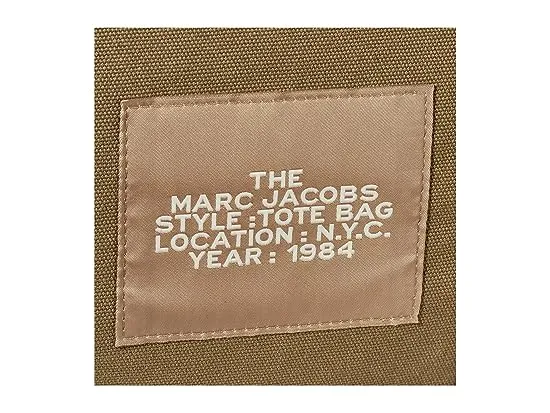 THE
MARC JACOBS
STYLE :TOTE BAG
LOCATION : N.Y.C.
YEAR : 1984